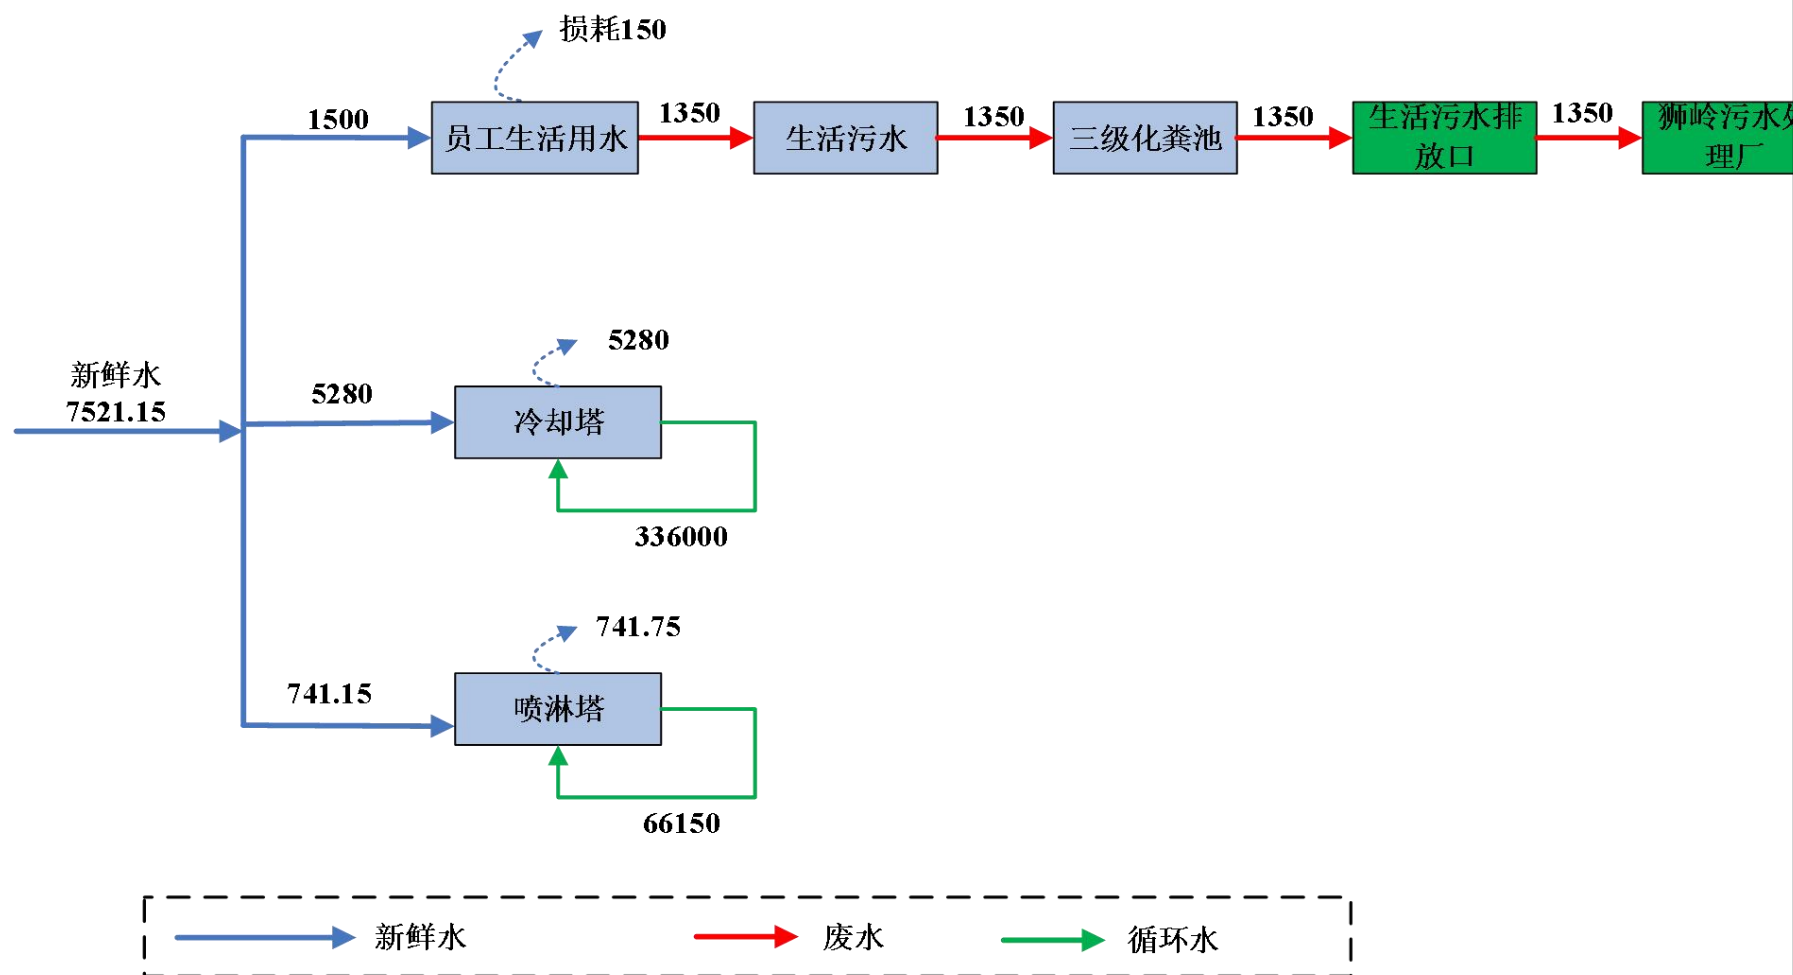 损耗150
1500
员工生活用水
1350
生活污水
1350
三级化粪池
1350
生活污水排
放口
1350
狮岭污水处
理厂
新鲜水
7521.15
5280
5280
冷却塔
336000
741.75
741.15
喷淋塔
66150
新鲜水
废水
循环水